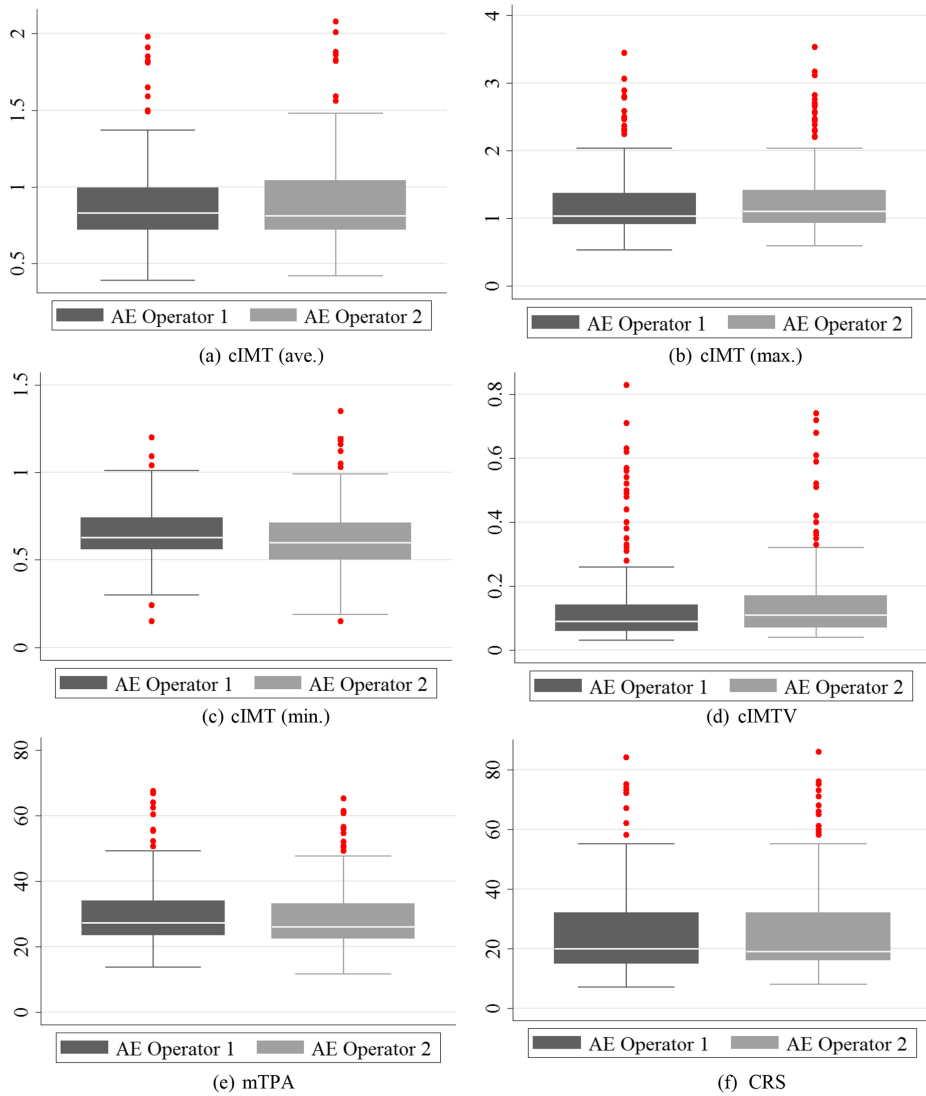 2
1.5
1
0.5
AE Operator 1 AE Operator 2
(a) cIMT (ave.)
4
3
2
1
0
AE Operator 1 AE Operator 2
(b) cIMT (max.)
1.5
1
0.5
0
AE Operator 1 AE Operator 2
(c) cIMT (min.)
0.8
0.6
0.4
0.2
0
AE Operator 1 AE Operator 2
(d) cIMTV
80
60
40
20
0
AE Operator 1 AE Operator 2
(e) mTPA
80
60
40
20
0
AE Operator 1 AE Operator 2
(f) CRS